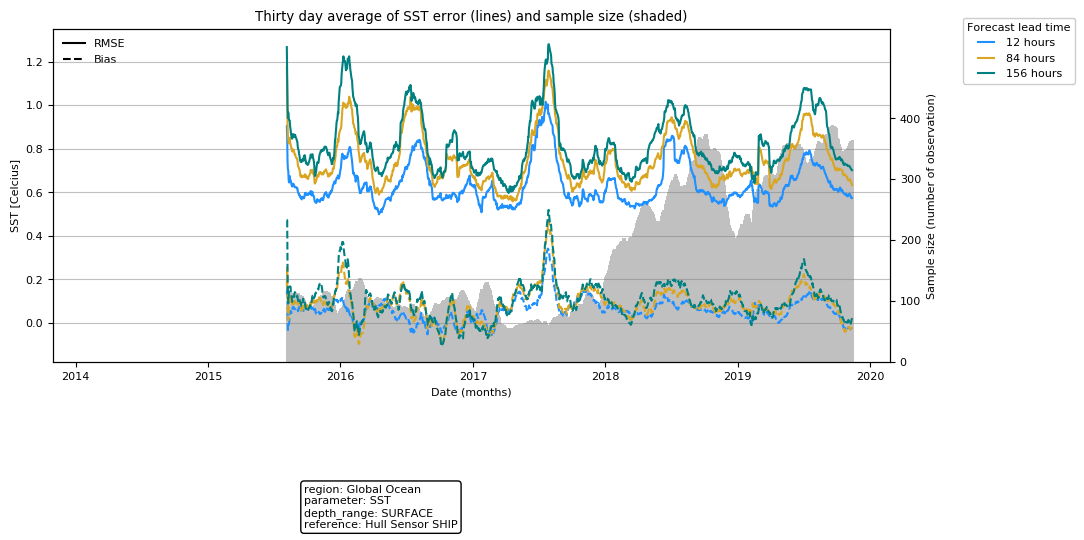 Thirty day average of SST error (lines) and sample size (shaded)
Forecast lead time
12 hours
84 hours
156 hours
RMSE
Bias
1.2
1.0
0.8
0.6
0.4
0.2
0.0
SST [Celcius]
400
300
200
100
0
Sample size (number of observation)
2014 2015 2016 2017 2018 2019 2020
Date (months)
region: Global Ocean
parameter: SST
depth_range: SURFACE
reference: Hull Sensor SHIP